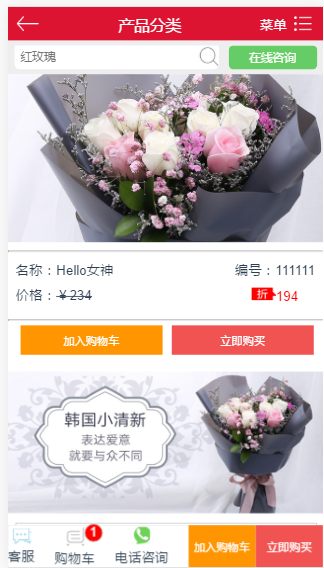 产品分类 菜单
红玫瑰 在线咨询
名称：Hello女神 编号：111111
价格：￥234 折 194
加入购物车 立即购买
韩国小清新
表达爱意
就要与众不同
1
客服 购物车 电话咨询 加入购物车 立即购买